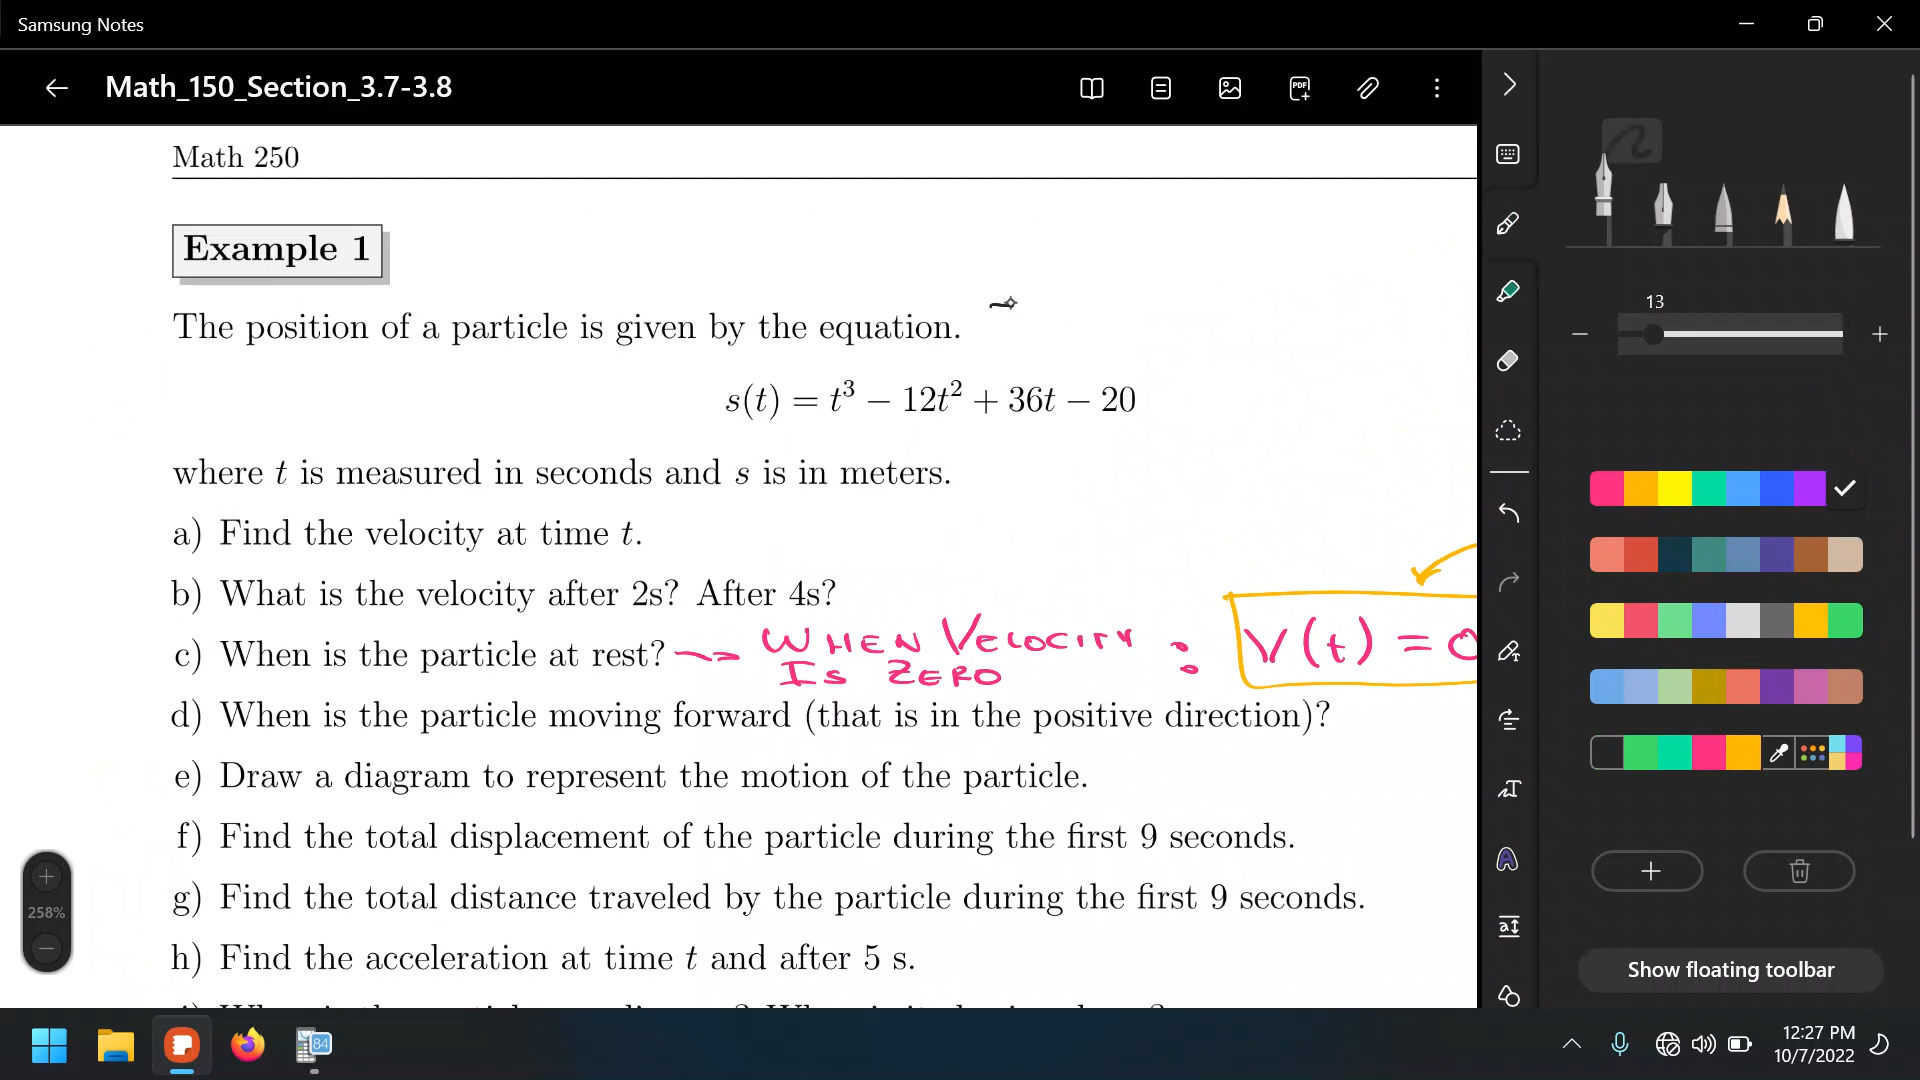 Samsung Notes
Math_150_Section_3.7-3.8
Math 250
Example 1
The position of a particle is given by the equation.
s(t) = t³ − 12t² + 36t − 20
where t is measured in seconds and s is in meters.
a) Find the velocity at time t.
b) What is the velocity after 2s? After 4s?
c) When is the particle at rest? WHEN VELOCITY IS ZERO : V(t) = 0
d) When is the particle moving forward (that is in the positive direction)?
e) Draw a diagram to represent the motion of the particle.
f) Find the total displacement of the particle during the first 9 seconds.
g) Find the total distance traveled by the particle during the first 9 seconds.
h) Find the acceleration at time t and after 5 s.
13
258%
Show floating toolbar
84
12:27 PM
10/7/2022